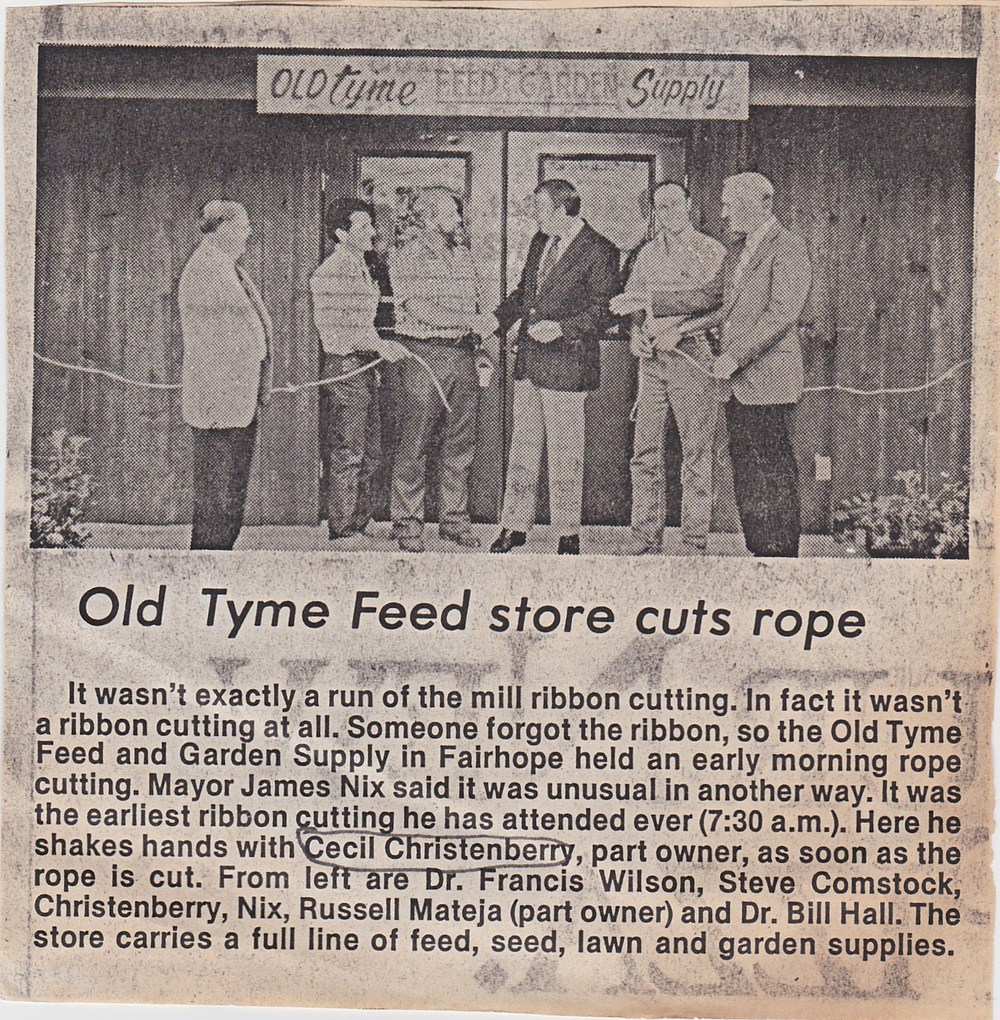 OLD tyme FEED & GARDEN Supply
Old Tyme Feed store cuts rope
It wasn't exactly a run of the mill ribbon cutting. In fact it wasn't
a ribbon cutting at all. Someone forgot the ribbon, so the Old Tyme
Feed and Garden Supply in Fairhope held an early morning rope
cutting. Mayor James Nix said it was unusual in another way. It was
the earliest ribbon cutting he has attended ever (7:30 a.m.). Here he
shakes hands with Cecil Christenberry, part owner, as soon as the
rope is cut. From left are Dr. Francis Wilson, Steve Comstock,
Christenberry, Nix, Russell Mateja (part owner) and Dr. Bill Hall. The
store carries a full line of feed, seed, lawn and garden supplies.